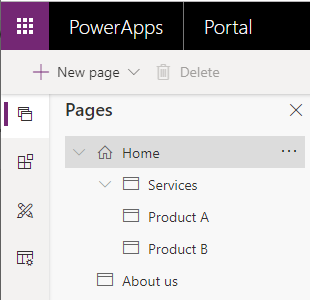 PowerApps Portal
New page Delete
Pages
Home ...
Services
Product A
Product B
About us